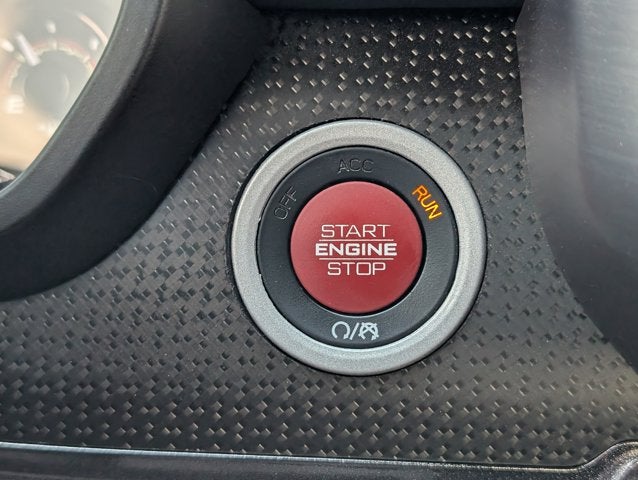 OFF ACC RUN
START
ENGINE
STOP